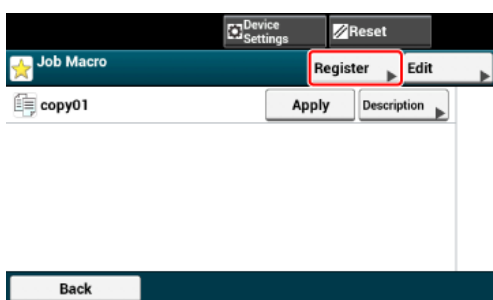 Device Settings
Reset
Job Macro
Register
Edit
copy01
Apply
Description
Back